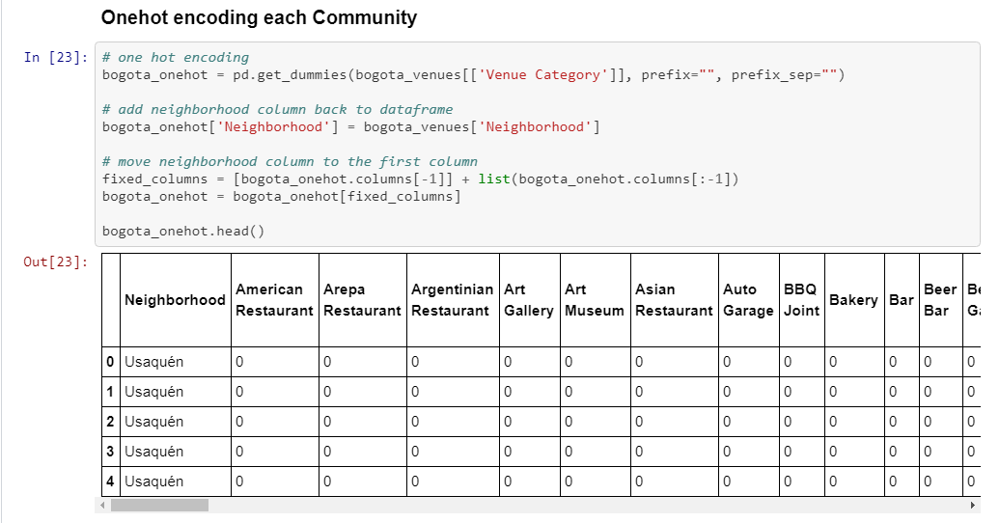 Onehot encoding each Community
In [23]: # one hot encoding
bogota_onehot = pd.get_dummies(bogota_venues[['Venue Category']], prefix="", prefix_sep="")
# add neighborhood column back to dataframe
bogota_onehot['Neighborhood'] = bogota_venues['Neighborhood']
# move neighborhood column to the first column
fixed_columns = [bogota_onehot.columns[-1]] + list(bogota_onehot.columns[:-1])
bogota_onehot = bogota_onehot[fixed_columns]
bogota_onehot.head()
Out[23]:
Neighborhood American Restaurant Arepa Restaurant Argentinian Restaurant Art Gallery Art Museum Asian Restaurant Auto Garage BBQ Joint Bakery Bar Beer Bar
0 Usaquén 0 0 0 0 0 0 0 0 0 0 0 0
1 Usaquén 0 0 0 0 0 0 0 0 0 0 0 0
2 Usaquén 0 0 0 0 0 0 0 0 0 0 0 0
3 Usaquén 0 0 0 0 0 0 0 0 0 0 0 0
4 Usaquén 0 0 0 0 0 0 0 0 0 0 0 0